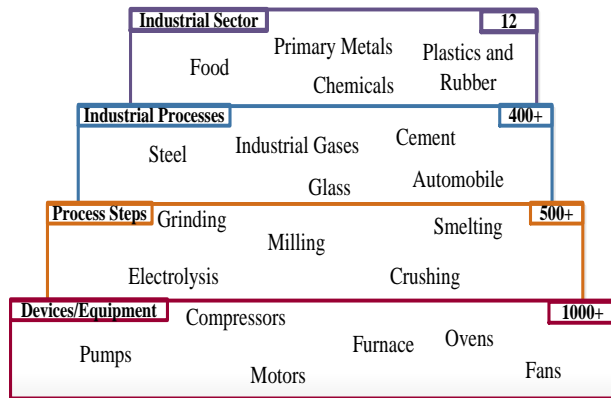 Industrial Sector 12
Primary Metals
Plastics and
Food
Chemicals
Rubber
Industrial Processes 400+
Cement
Industrial Gases
Steel
Automobile
Glass
Process Steps 500+
Grinding
Smelting
Milling
Electrolysis
Crushing
Devices/Equipment 1000+
Compressors
Ovens
Furnace
Pumps
Fans
Motors